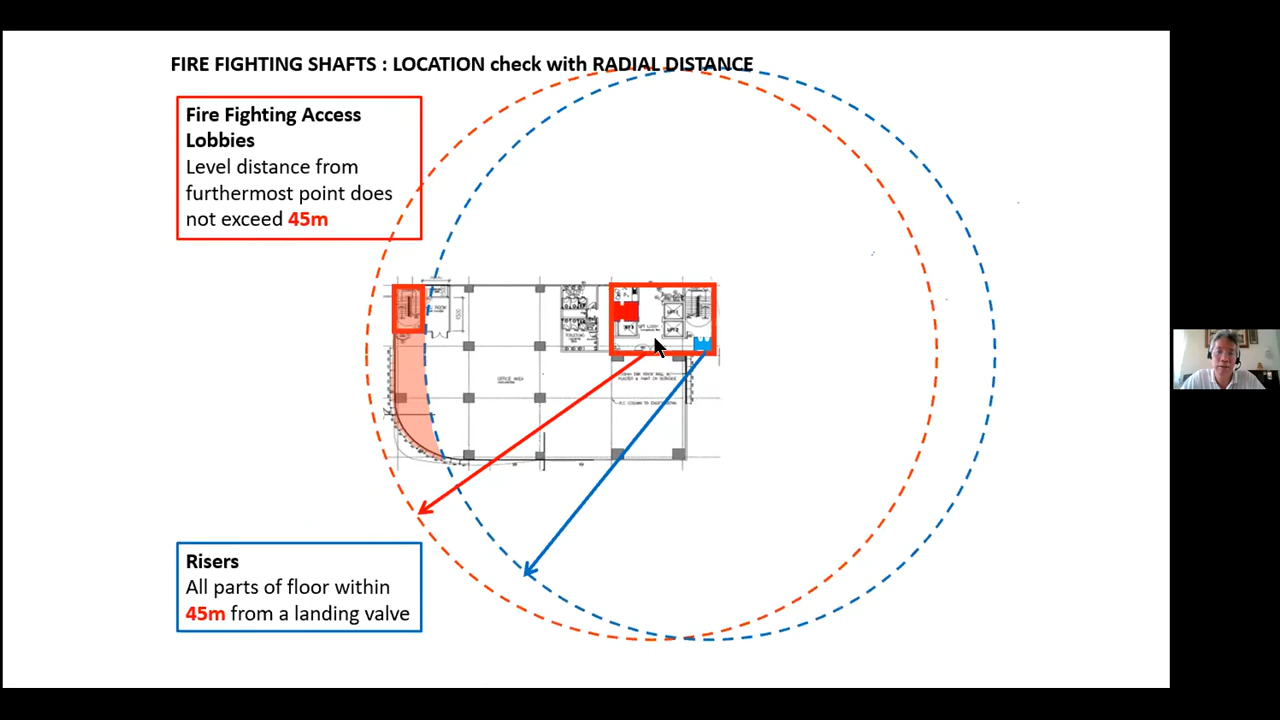 FIRE FIGHTING SHAFTS : LOCATION check with RADIAL DISTANCE
Fire Fighting Access
Lobbies
Level distance from
furthermost point does
not exceed 45m
OFFICE AREA
Risers
All parts of floor within
45m from a landing valve